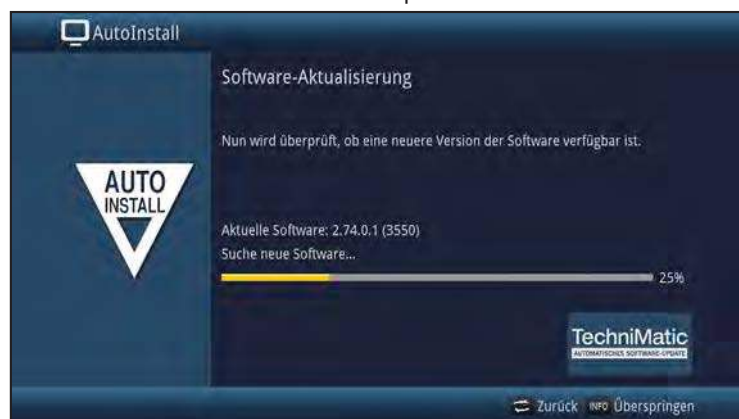 AutoInstall
Software-Aktualisierung
Nun wird überprüft, ob eine neuere Version der Software verfügbar ist.
AUTO
INSTALL
Aktuelle Software: 2.74.0.1 (3550)
Suche neue Software...
25%
TechniMatic
AUTOMATISCHES SOFTWARE-UPDATE
Zurück INFO Überspringen